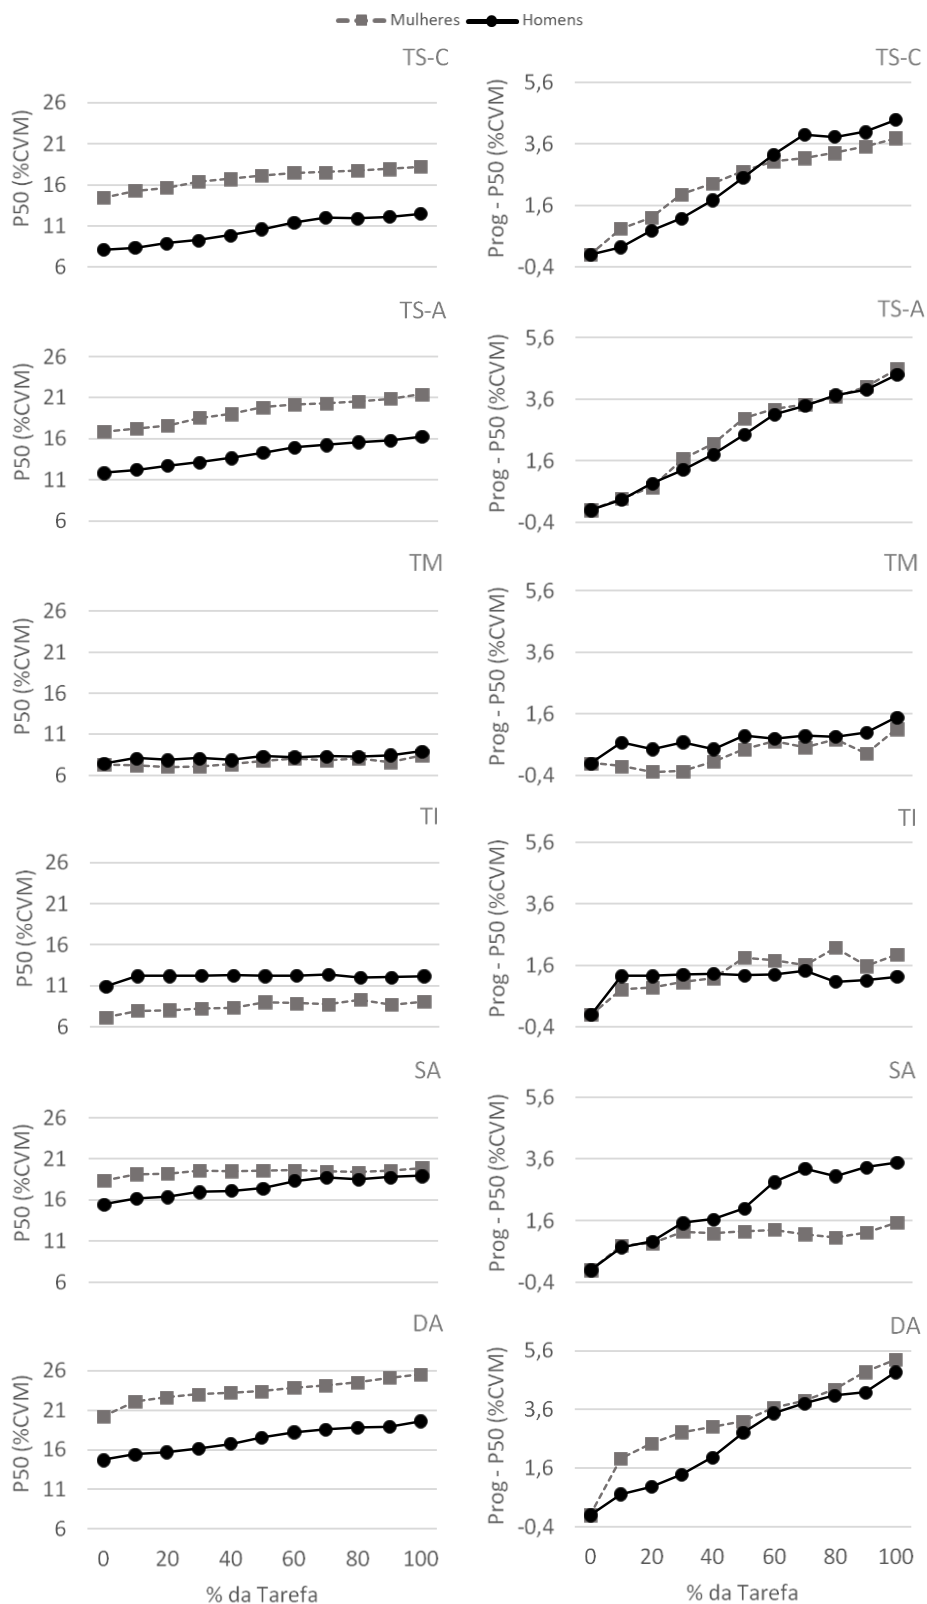 Mulheres Homens
TS-C
P50 (%CVM)
26
21
16
11
6
TS-C
Prog - P50 (%CVM)
5,6
3,6
1,6
-0,4
TS-A
P50 (%CVM)
26
21
16
11
6
TS-A
Prog - P50 (%CVM)
5,6
3,6
1,6
-0,4
TM
P50 (%CVM)
26
21
16
11
6
TM
Prog - P50 (%CVM)
5,6
3,6
1,6
-0,4
TI
P50 (%CVM)
26
21
16
11
6
TI
Prog - P50 (%CVM)
5,6
3,6
1,6
-0,4
SA
P50 (%CVM)
26
21
16
11
6
SA
Prog - P50 (%CVM)
5,6
3,6
1,6
-0,4
DA
P50 (%CVM)
26
21
16
11
6
0 20 40 60 80 100
% da Tarefa
DA
Prog - P50 (%CVM)
5,6
3,6
1,6
-0,4
0 20 40 60 80 100
% da Tarefa